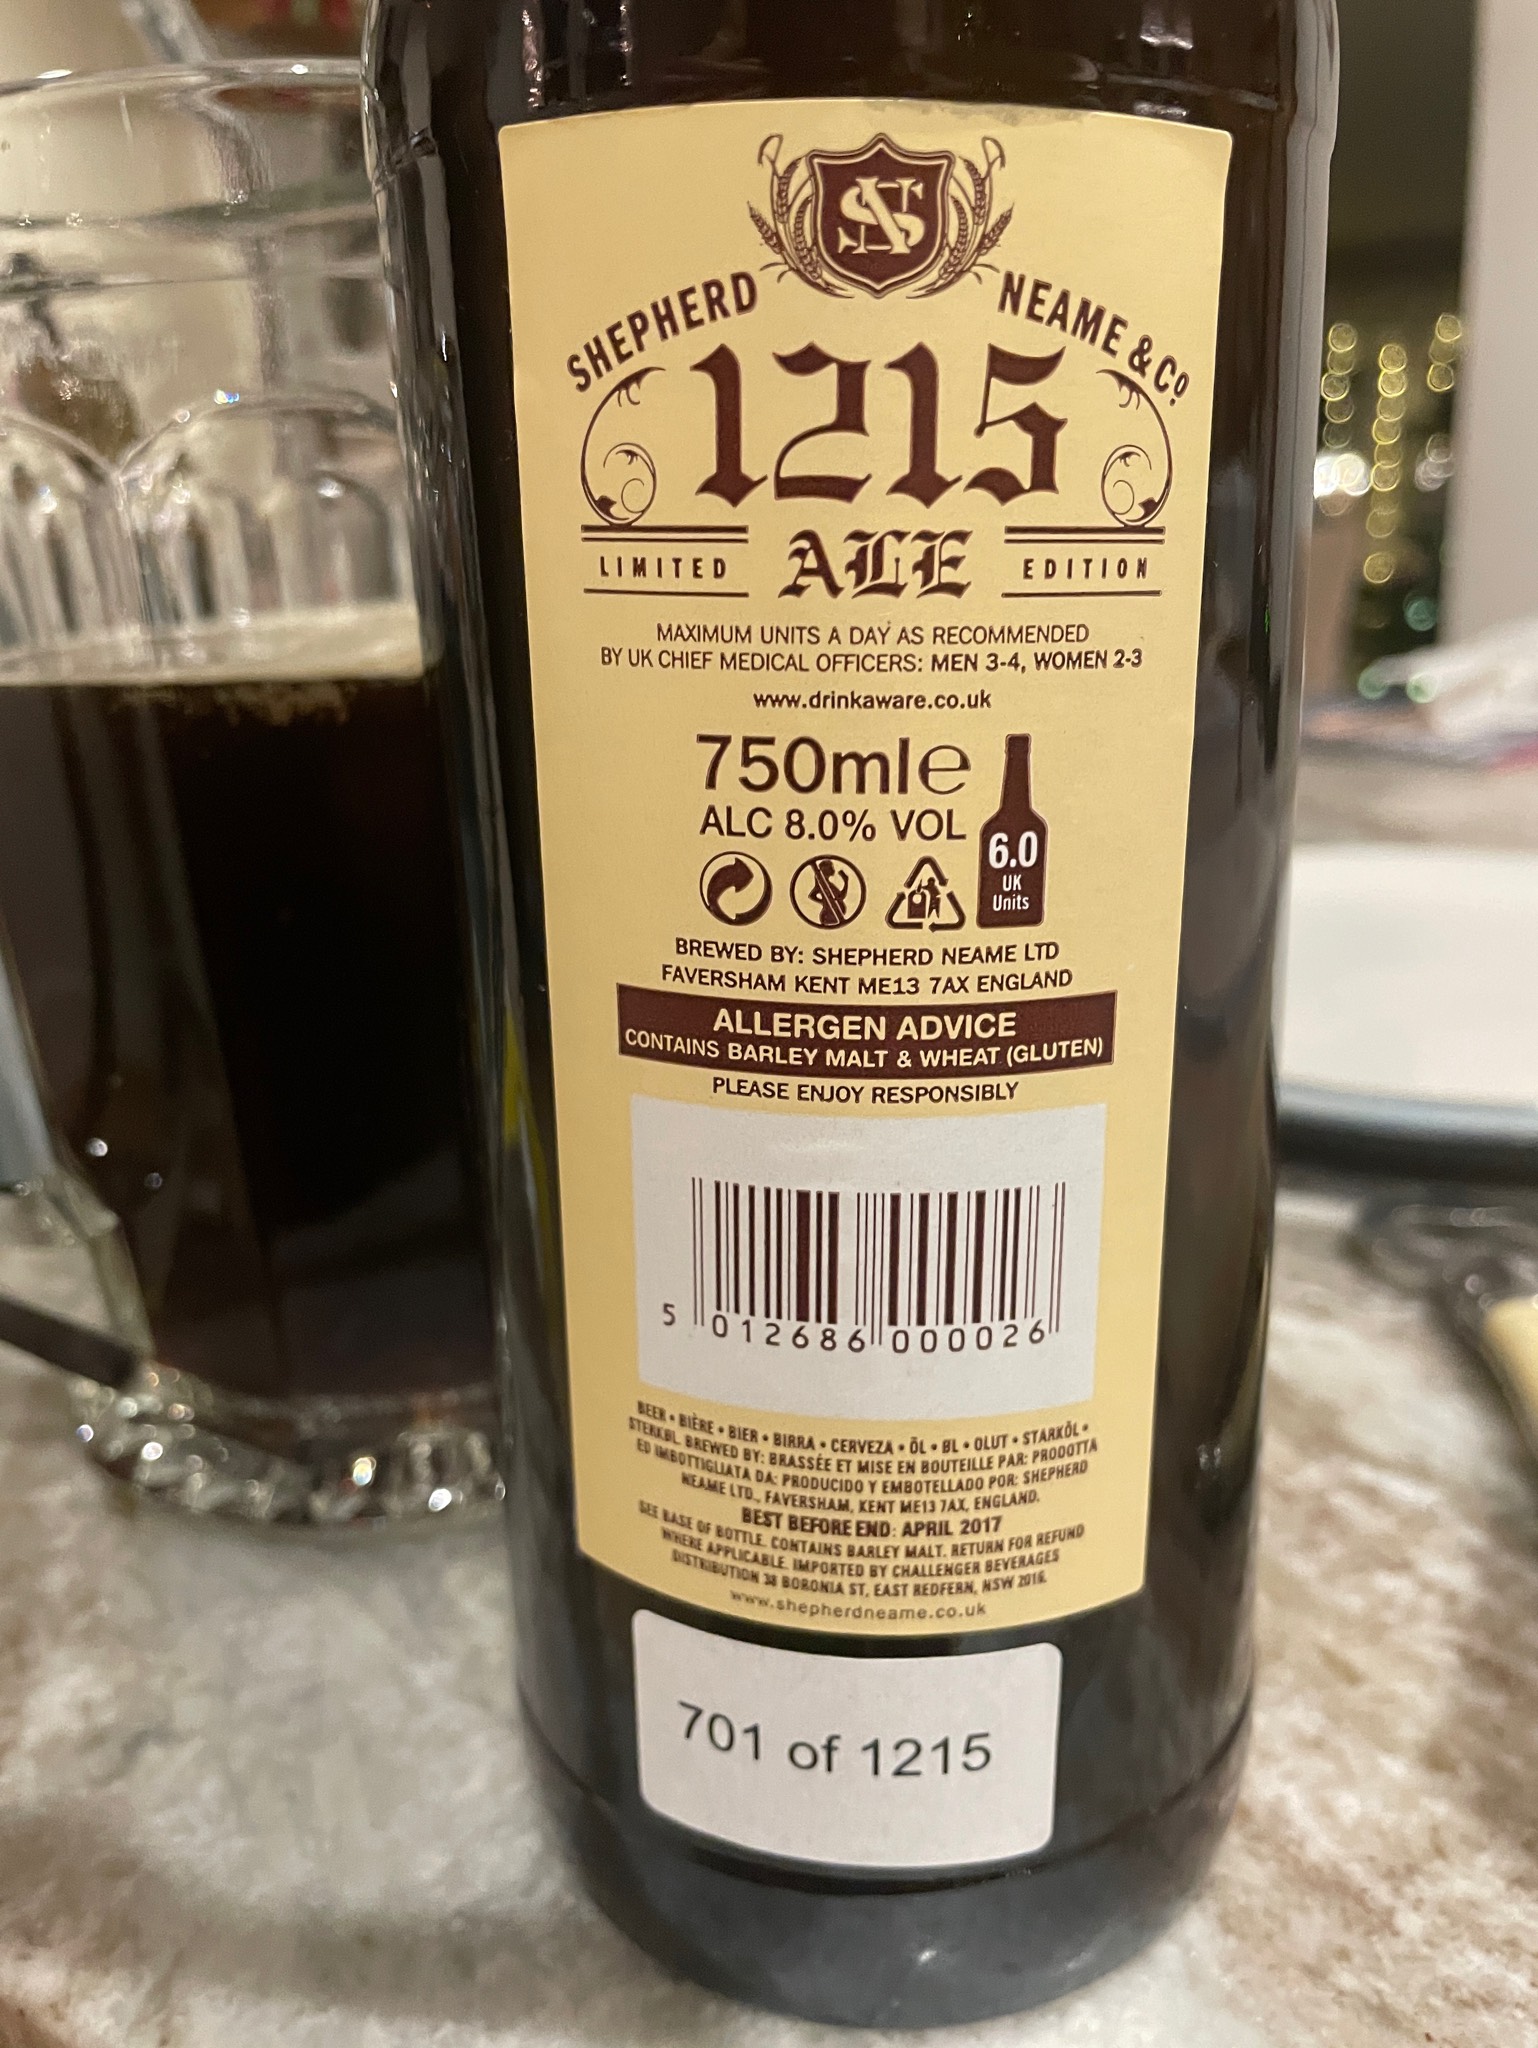 SN
SHEPHERD NEAME & Cº
1215
LIMITED ALE EDITION
MAXIMUM UNITS A DAY AS RECOMMENDED
BY UK CHIEF MEDICAL OFFICERS: MEN 3-4, WOMEN 2-3
www.drinkaware.co.uk
750ml℮
ALC 8.0% VOL
6.0
UK
Units
BREWED BY: SHEPHERD NEAME LTD
FAVERSHAM KENT ME13 7AX ENGLAND
ALLERGEN ADVICE
CONTAINS BARLEY MALT & WHEAT (GLUTEN)
PLEASE ENJOY RESPONSIBLY
5 012686 000026
BEER • BIÈRE • BIER • BIRRA • CERVEZA • ÖL • ØL • OLUT • STARKÖL •
STERKØL. BREWED BY: BRASSÉE ET MISE EN BOUTEILLE PAR: PRODOTTA
ED IMBOTTIGLIATA DA: PRODUCIDO Y EMBOTELLADO POR: SHEPHERD
NEAME LTD., FAVERSHAM, KENT ME13 7AX, ENGLAND.
BEST BEFORE END: APRIL 2017
SEE BASE OF BOTTLE. CONTAINS BARLEY MALT. RETURN FOR REFUND
WHERE APPLICABLE. IMPORTED BY CHALLENGER BEVERAGES
DISTRIBUTION 38 BORONIA ST, EAST REDFERN, NSW 2016.
www.shepherdneame.co.uk
701 of 1215